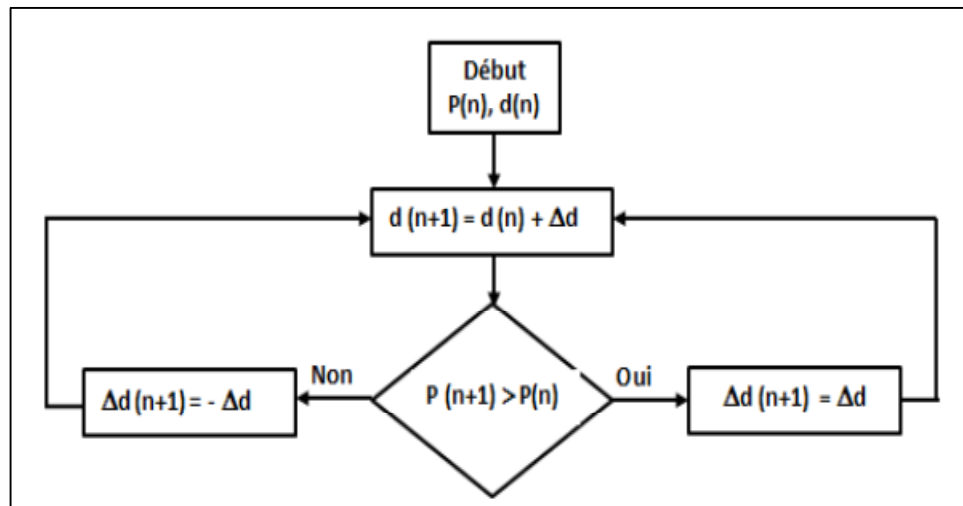 Début
P(n), d(n)
d (n+1) = d (n) + Δd
Non
Oui
Δd (n+1) = - Δd
P (n+1) > P(n)
Δd (n+1) = Δd